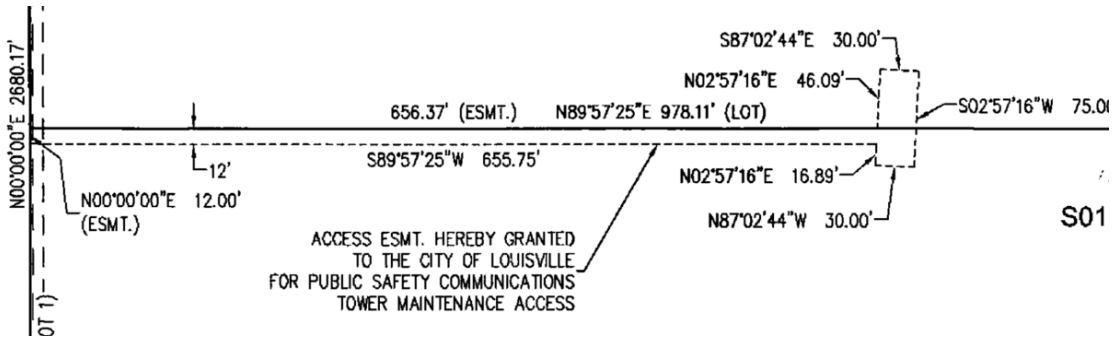 S87°02'44"E 30.00'
N02°57'16"E 46.09'
N00°00'00"E 2680.17'
656.37' (ESMT.) N89°57'25"E 978.11' (LOT)
S02°57'16"W 75.00
S89°57'25"W 655.75'
12'
N02°57'16"E 16.89'
N00°00'00"E 12.00'
(ESMT.)
N87°02'44"W 30.00'
S01
ACCESS ESMT. HEREBY GRANTED
TO THE CITY OF LOUISVILLE
FOR PUBLIC SAFETY COMMUNICATIONS
TOWER MAINTENANCE ACCESS
OT 1)